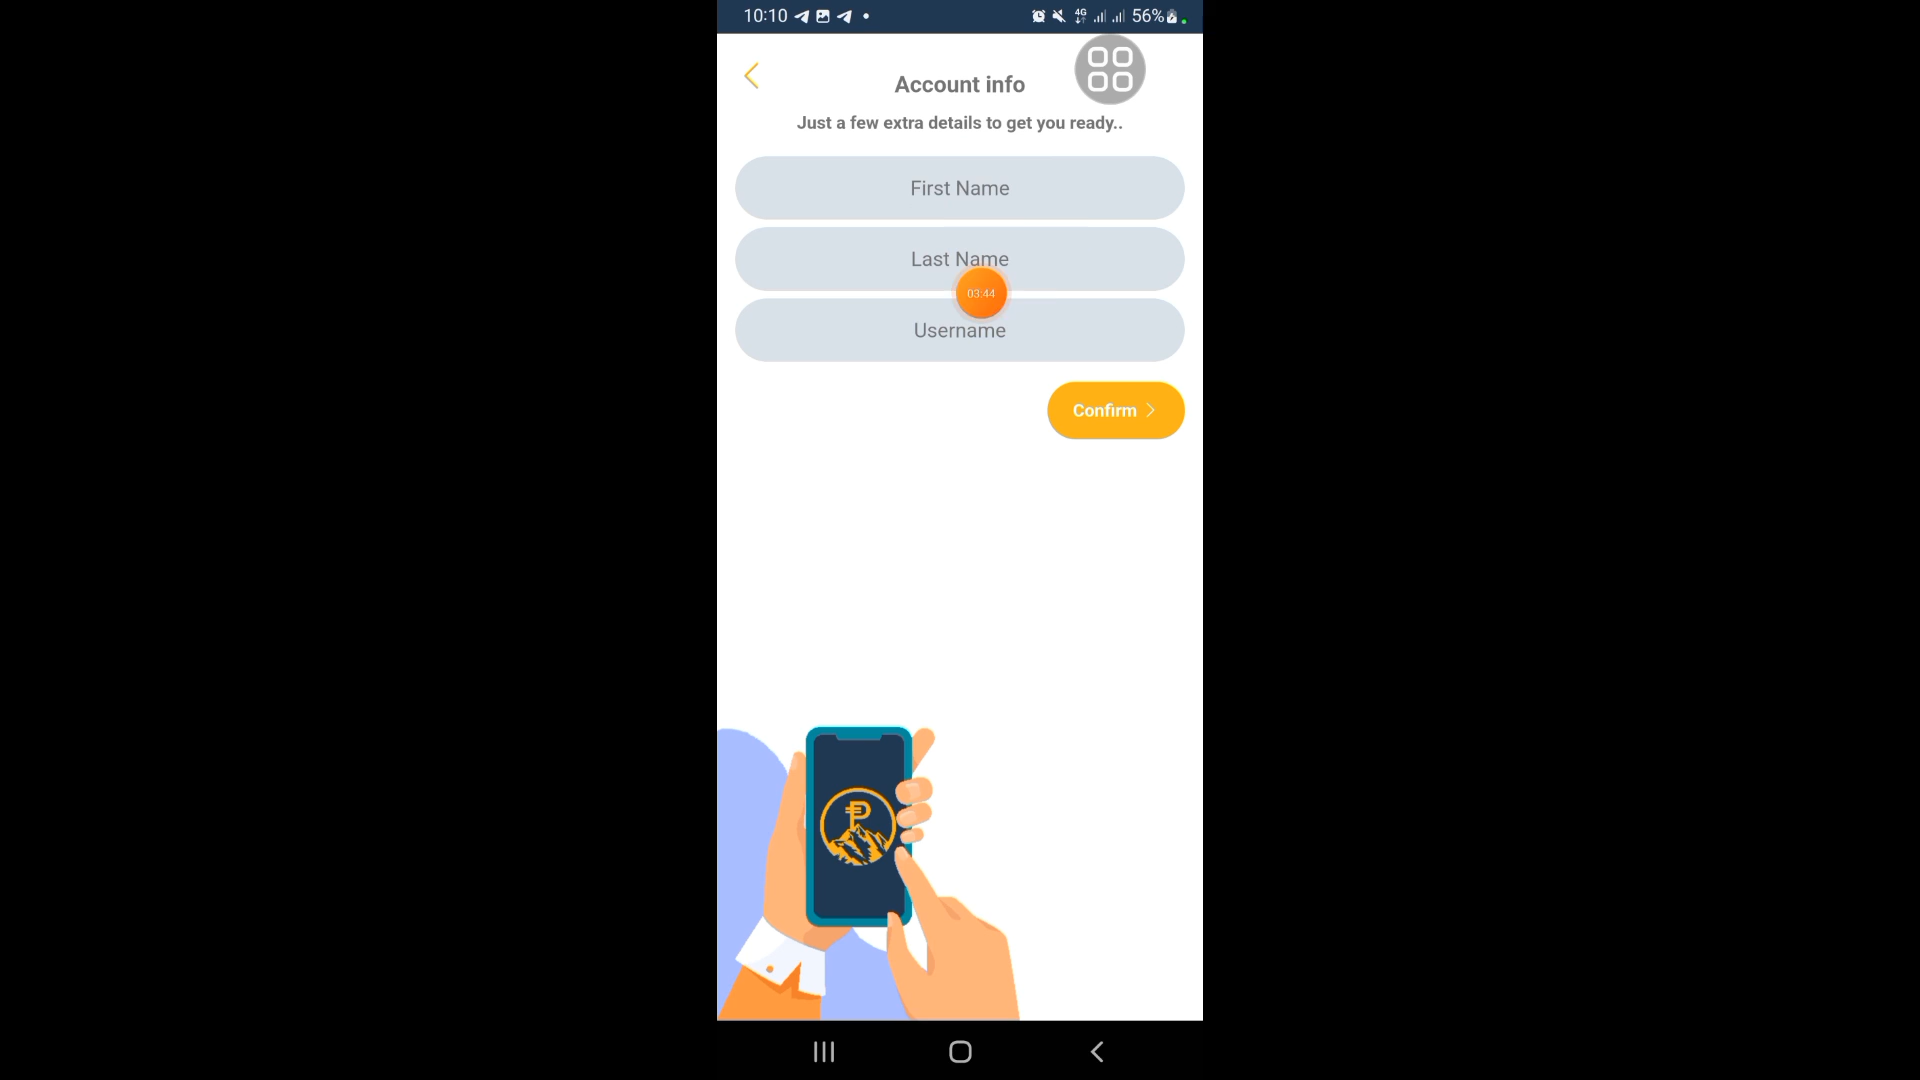 10:10
4G
56%
Account info
Just a few extra details to get you ready..
First Name
Last Name
03:44
Username
Confirm